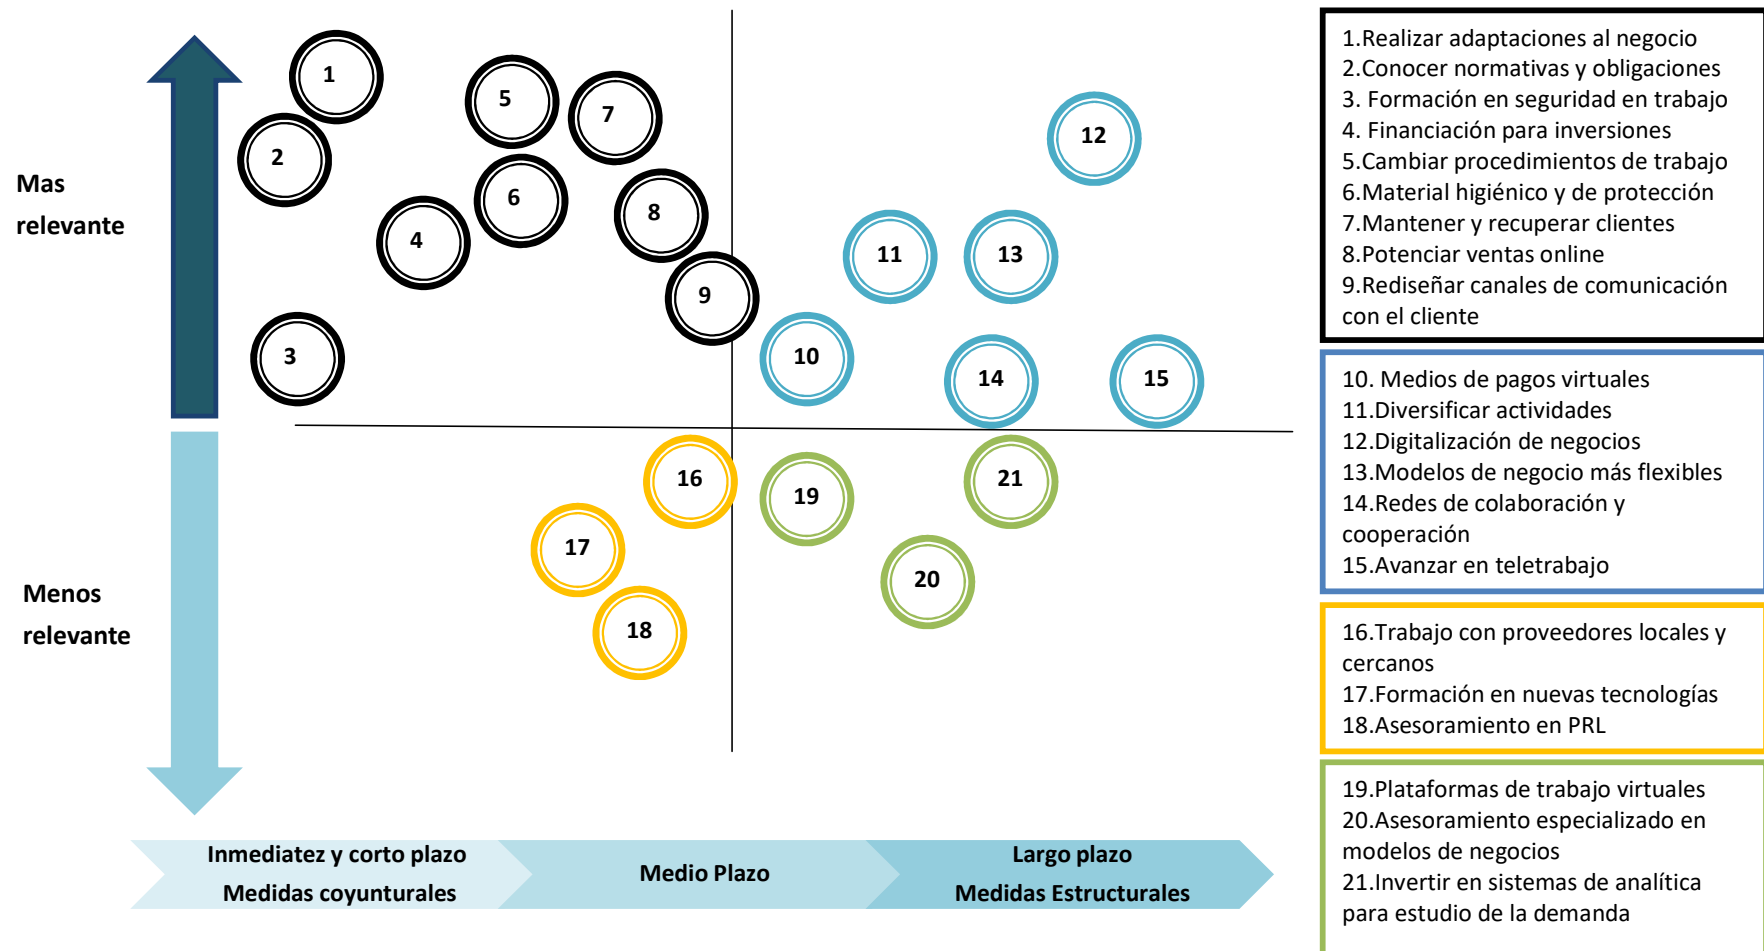 1
5
7
12
2
6
8
4
11
13
9
3
10
14
15
16
19
21
17
20
18
Mas
relevante
Menos
relevante
Inmediatez y corto plazo
Medidas coyunturales
Medio Plazo
Largo plazo
Medidas Estructurales
1.Realizar adaptaciones al negocio
2.Conocer normativas y obligaciones
3. Formación en seguridad en trabajo
4. Financiación para inversiones
5.Cambiar procedimientos de trabajo
6.Material higiénico y de protección
7.Mantener y recuperar clientes
8.Potenciar ventas online
9.Rediseñar canales de comunicación
con el cliente
10. Medios de pagos virtuales
11.Diversificar actividades
12.Digitalización de negocios
13.Modelos de negocio más flexibles
14.Redes de colaboración y
cooperación
15.Avanzar en teletrabajo
16.Trabajo con proveedores locales y
cercanos
17.Formación en nuevas tecnologías
18.Asesoramiento en PRL
19.Plataformas de trabajo virtuales
20.Asesoramiento especializado en
modelos de negocios
21.Invertir en sistemas de analítica
para estudio de la demanda